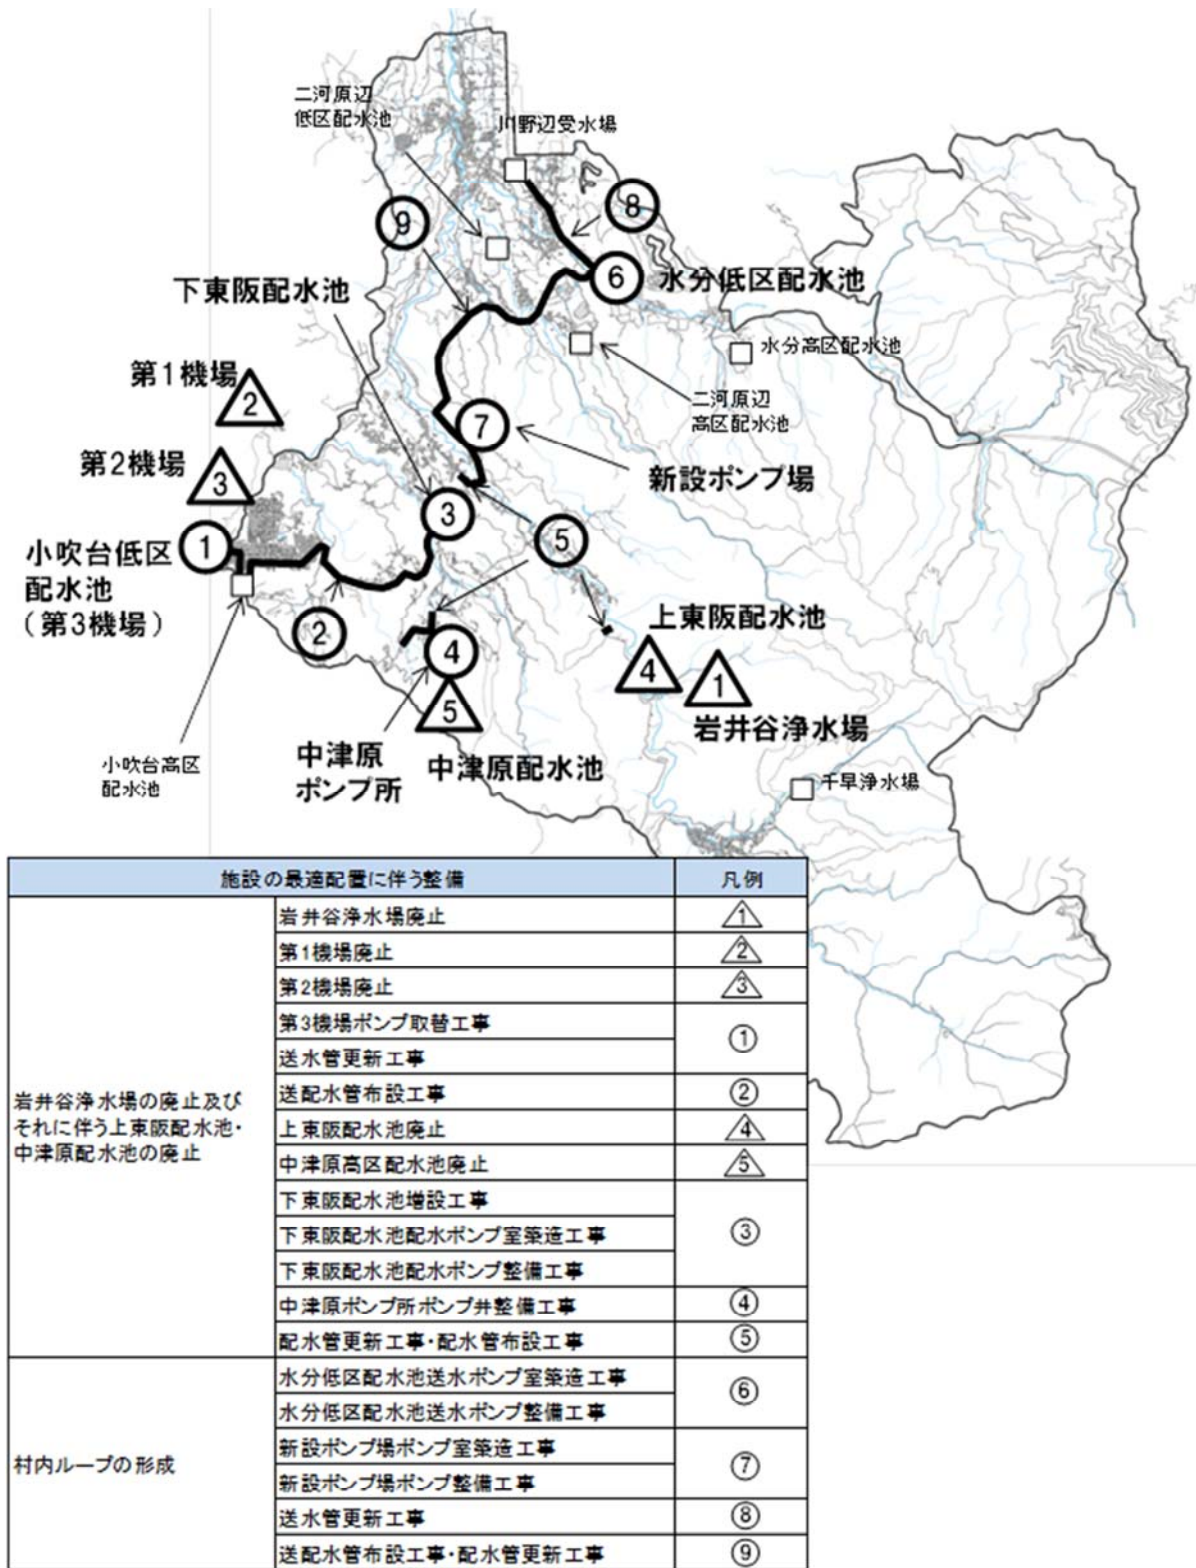 二河原辺
低区配水池
川野辺受水場
⑨
⑧
下東阪配水池
⑥
水分低区配水池
第1機場
2
水分高区配水池
二河原辺
高区配水池
⑦
第2機場
3
新設ポンプ場
③
⑤
小吹台低区
配水池
(第3機場)
①
②
上東阪配水池
④
4
1
5
岩井谷浄水場
中津原
ポンプ所
中津原配水池
小吹台高区
配水池
千早浄水場
施設の最適配置に伴う整備 凡例
岩井谷浄水場の廃止及び
それに伴う上東阪配水池・
中津原配水池の廃止
岩井谷浄水場廃止 1
第1機場廃止 2
第2機場廃止 3
第3機場ポンプ取替工事 ①
送水管更新工事
送配水管布設工事 ②
上東阪配水池廃止 4
中津原高区配水池廃止 5
下東阪配水池増設工事
下東阪配水池配水ポンプ室築造工事 ③
下東阪配水池配水ポンプ整備工事
中津原ポンプ所ポンプ井整備工事 ④
配水管更新工事・配水管布設工事 ⑤
村内ループの形成
水分低区配水池送水ポンプ室築造工事 ⑥
水分低区配水池送水ポンプ整備工事
新設ポンプ場ポンプ室築造工事 ⑦
新設ポンプ場ポンプ整備工事
送水管更新工事 ⑧
送配水管布設工事・配水管更新工事 ⑨